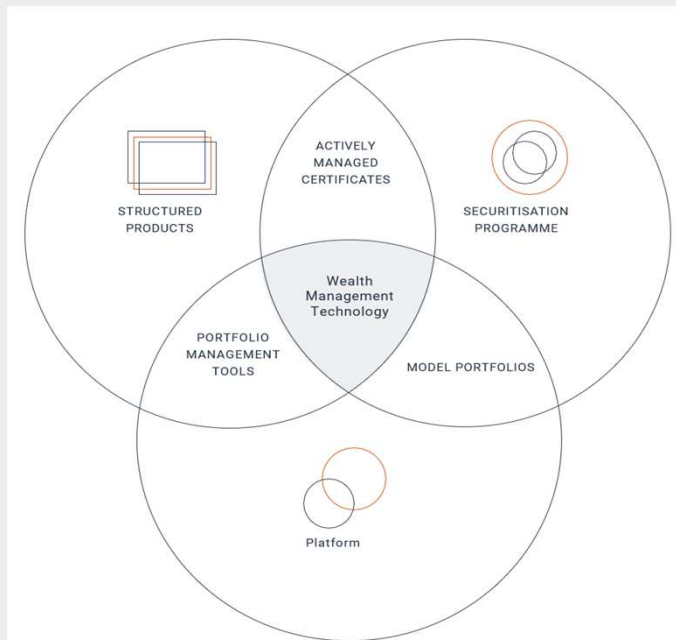 ACTIVELY
MANAGED
CERTIFICATES
STRUCTURED
PRODUCTS
SECURITISATION
PROGRAMME
Wealth
Management
Technology
PORTFOLIO
MANAGEMENT
TOOLS
MODEL PORTFOLIOS
Platform